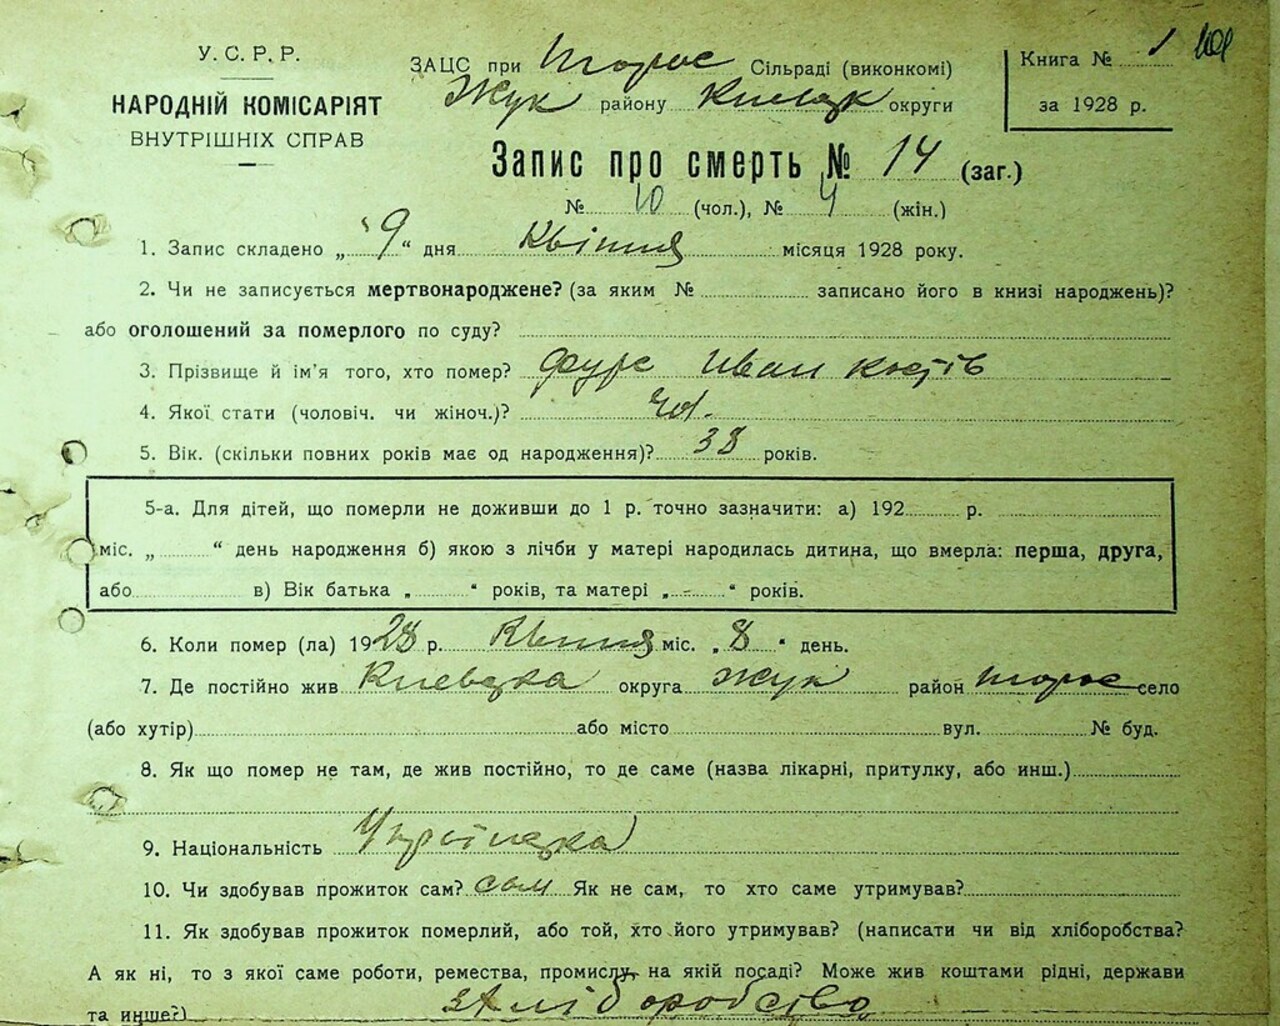 У. С. Р. Р.
НАРОДНІЙ КОМІСАРІЯТ
ВНУТРІШНІХ СПРАВ
ЗАЦС при Сільраді (виконкомі)
Жук району Киевск округи
Книга № 1
за 1928 р.
Запис про смерть № 14 (заг.)
№ 10 (чол.), № 4 (жін.)
1. Запис складено „ 9 “ дня Квітня місяця 1928 року.
2. Чи не записується мертвонароджене? (за яким № записано його в книзі народжень)?
або оголошений за померлого по суду?
3. Прізвище й ім'я того, хто помер? Фурс Иван Костів
4. Якої стати (чоловіч. чи жіноч.)? чол.
5. Вік. (скільки повних років має од народження)? 38 років.
5-а. Для дітей, що померли не доживши до 1 р. точно зазначити: а) 192 р.
міс. „ “ день народження б) якою з лічби у матері народилась дитина, що вмерла: перша, друга,
або в) Вік батька „ “ років, та матері „ - “ років.
6. Коли помер (ла) 1928 р. Квітня міс. „ 8 “ день.
7. Де постійно жив Киевска округа Жук район село
(або хутір) або місто вул. № буд.
8. Як що помер не там, де жив постійно, то де саме (назва лікарні, притулку, або инш.)
9. Національність Українска
10. Чи здобував прожиток сам? сам Як не сам, то хто саме утримував?
11. Як здобував прожиток померлий, або той, хто його утримував? (написати чи від хліборобства?
А як ні, то з якої саме роботи, ремества, промислу, на якій посаді? Може жив коштами рідні, держави
та инше?) хліборобство